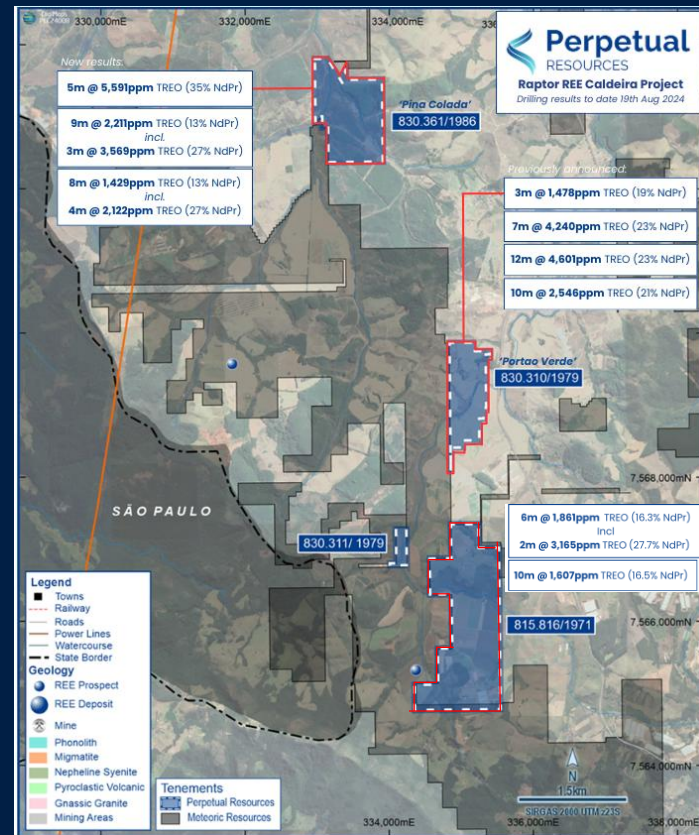 330,000mE
332,000mE
334,000mE
Perpetual
RESOURCES
Raptor REE Caldeira Project
Drilling results to date 19th Aug 2024
New results:
5m @ 5,591ppm TREO (35% NdPr)
9m @ 2,211ppm TREO (13% NdPr)
incl.
3m @ 3,569ppm TREO (27% NdPr)
8m @ 1,429ppm TREO (13% NdPr)
incl.
4m @ 2,122ppm TREO (27% NdPr)
'Pina Colada'
830.361/1986
Previously announced:
3m @ 1,478ppm TREO (19% NdPr)
7m @ 4,240ppm TREO (23% NdPr)
12m @ 4,601ppm TREO (23% NdPr)
10m @ 2,546ppm TREO (21% NdPr)
'Portao Verde'
830.310/1979
7,568,000mN
SÃO PAULO
830.311/ 1979
6m @ 1,861ppm TREO (16.3% NdPr)
Incl
2m @ 3,165ppm TREO (27.7% NdPr)
10m @ 1,607ppm TREO (16.5% NdPr)
815.816/1971
7,566,000mN
Legend
Towns
Railway
Roads
Power Lines
Watercourse
State Border
Geology
REE Prospect
REE Deposit
Mine
Phonolith
Migmatite
Nepheline Syenite
Pyroclastic Volcanic
Gnassic Granite
Mining Areas
Tenements
Perpetual Resources
Meteoric Resources
7,564,000mN
N
1.5km
SIRGAS 2000 UTM z23S
334,000mE
336,000mE
338,000mE